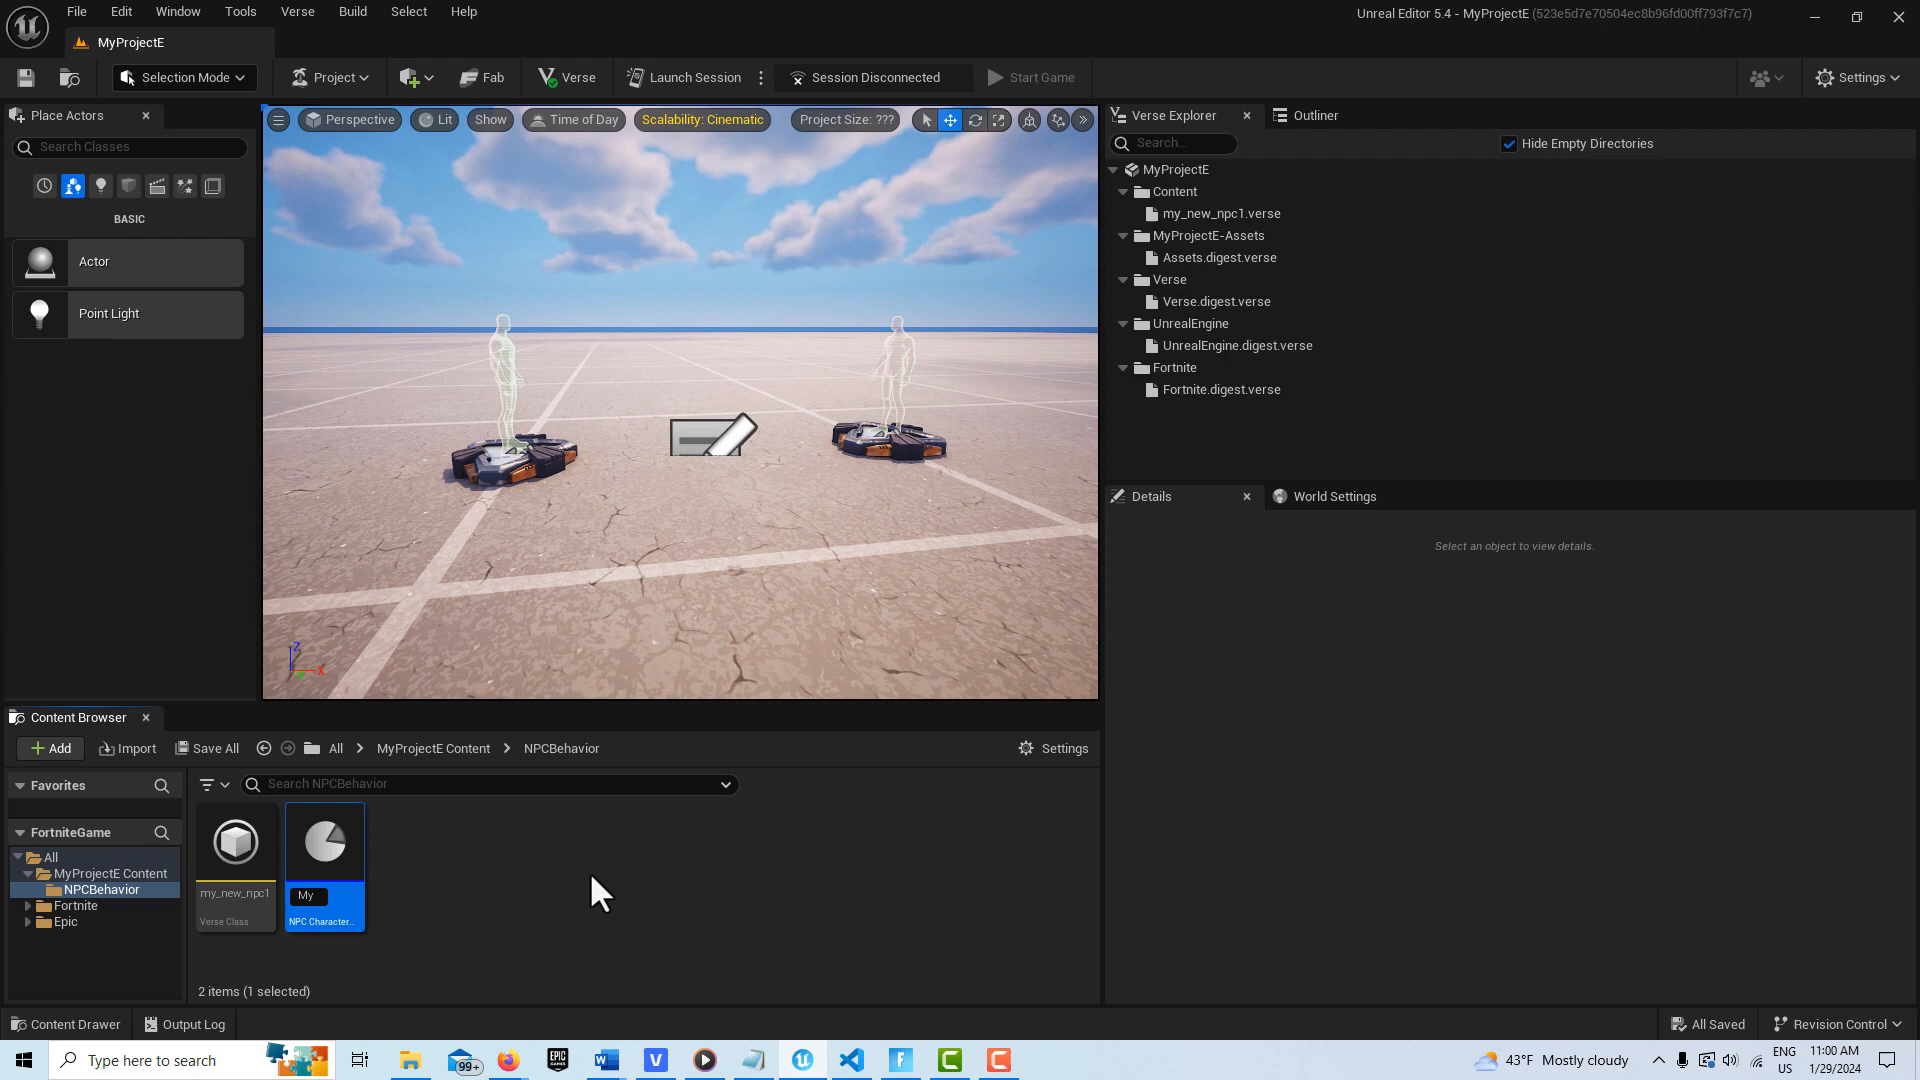 File Edit Window Tools Verse Build Select Help
Unreal Editor 5.4 - MyProjectE (523e5d7e70504ec8b96fd00ff793f7c7)
MyProjectE
Selection Mode
Project
Fab
Verse
Launch Session
Session Disconnected
Start Game
Settings
Place Actors
Search Classes
BASIC
Actor
Point Light
Perspective
Lit
Show
Time of Day
Scalability: Cinematic
Project Size: ???
Z
X
Y
Verse Explorer
Outliner
Search...
Hide Empty Directories
MyProjectE
Content
my_new_npc1.verse
MyProjectE-Assets
Assets.digest.verse
Verse
Verse.digest.verse
UnrealEngine
UnrealEngine.digest.verse
Fortnite
Fortnite.digest.verse
Details
World Settings
Select an object to view details.
Content Browser
Add
Import
Save All
All
MyProjectE Content
NPCBehavior
Settings
Favorites
Search NPCBehavior
FortniteGame
All
MyProjectE Content
NPCBehavior
Fortnite
Epic
my_new_npc1
Verse Class
My
NPC Character...
2 items (1 selected)
Content Drawer
Output Log
All Saved
Revision Control
Type here to search
99+
EPIC
GAMES
43°F Mostly cloudy
ENG
US
11:00 AM
1/29/2024